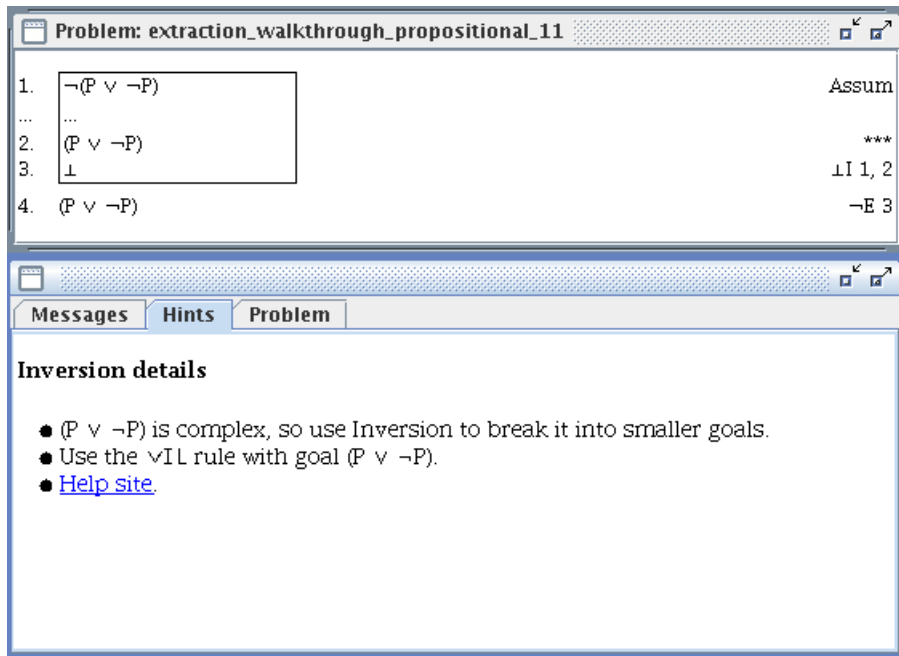 Problem: extraction_walkthrough_propositional_11
1. ¬(P ∨ ¬P) Assum
... ...
2. (P ∨ ¬P) ***
3. ⊥ ⊥I 1, 2
4. (P ∨ ¬P) ¬E 3
Messages Hints Problem
Inversion details
● (P ∨ ¬P) is complex, so use Inversion to break it into smaller goals.
● Use the ∨IL rule with goal (P ∨ ¬P).
● Help site.